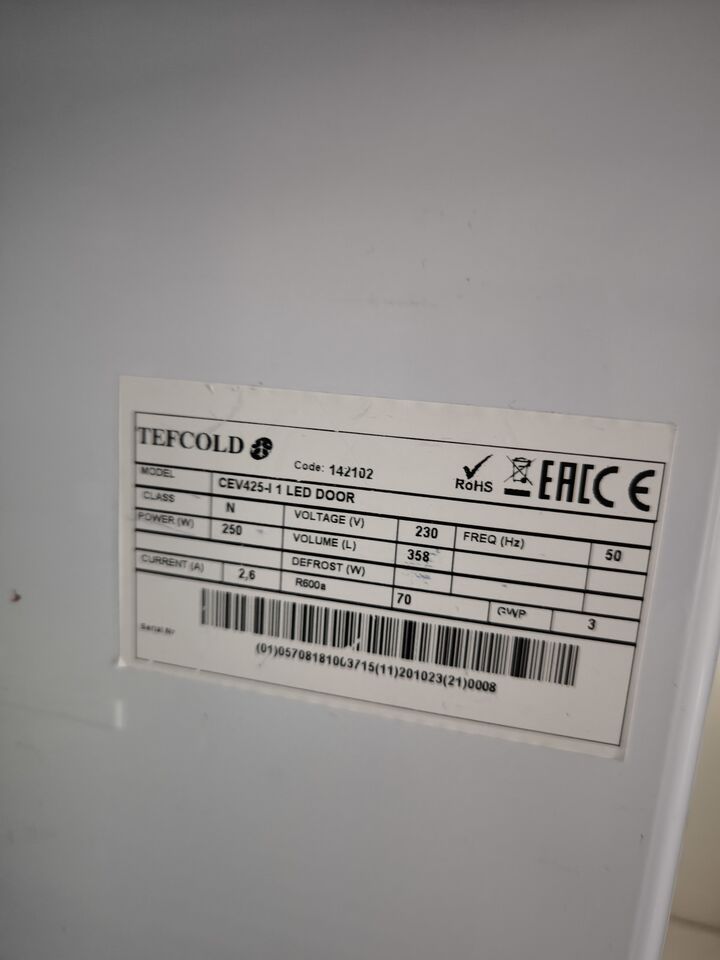 TEFCOLD
Code: 142102
RoHS
EAC CE
MODEL CEV425-I 1 LED DOOR
CLASS N VOLTAGE (V) 230 FREQ (Hz) 50
POWER (W) 250 VOLUME (L) 358
DEFROST (W)
CURRENT (A) 2,6 R600a 70 GWP 3
Serial Nr
(01)05708181003715(11)201023(21)0008